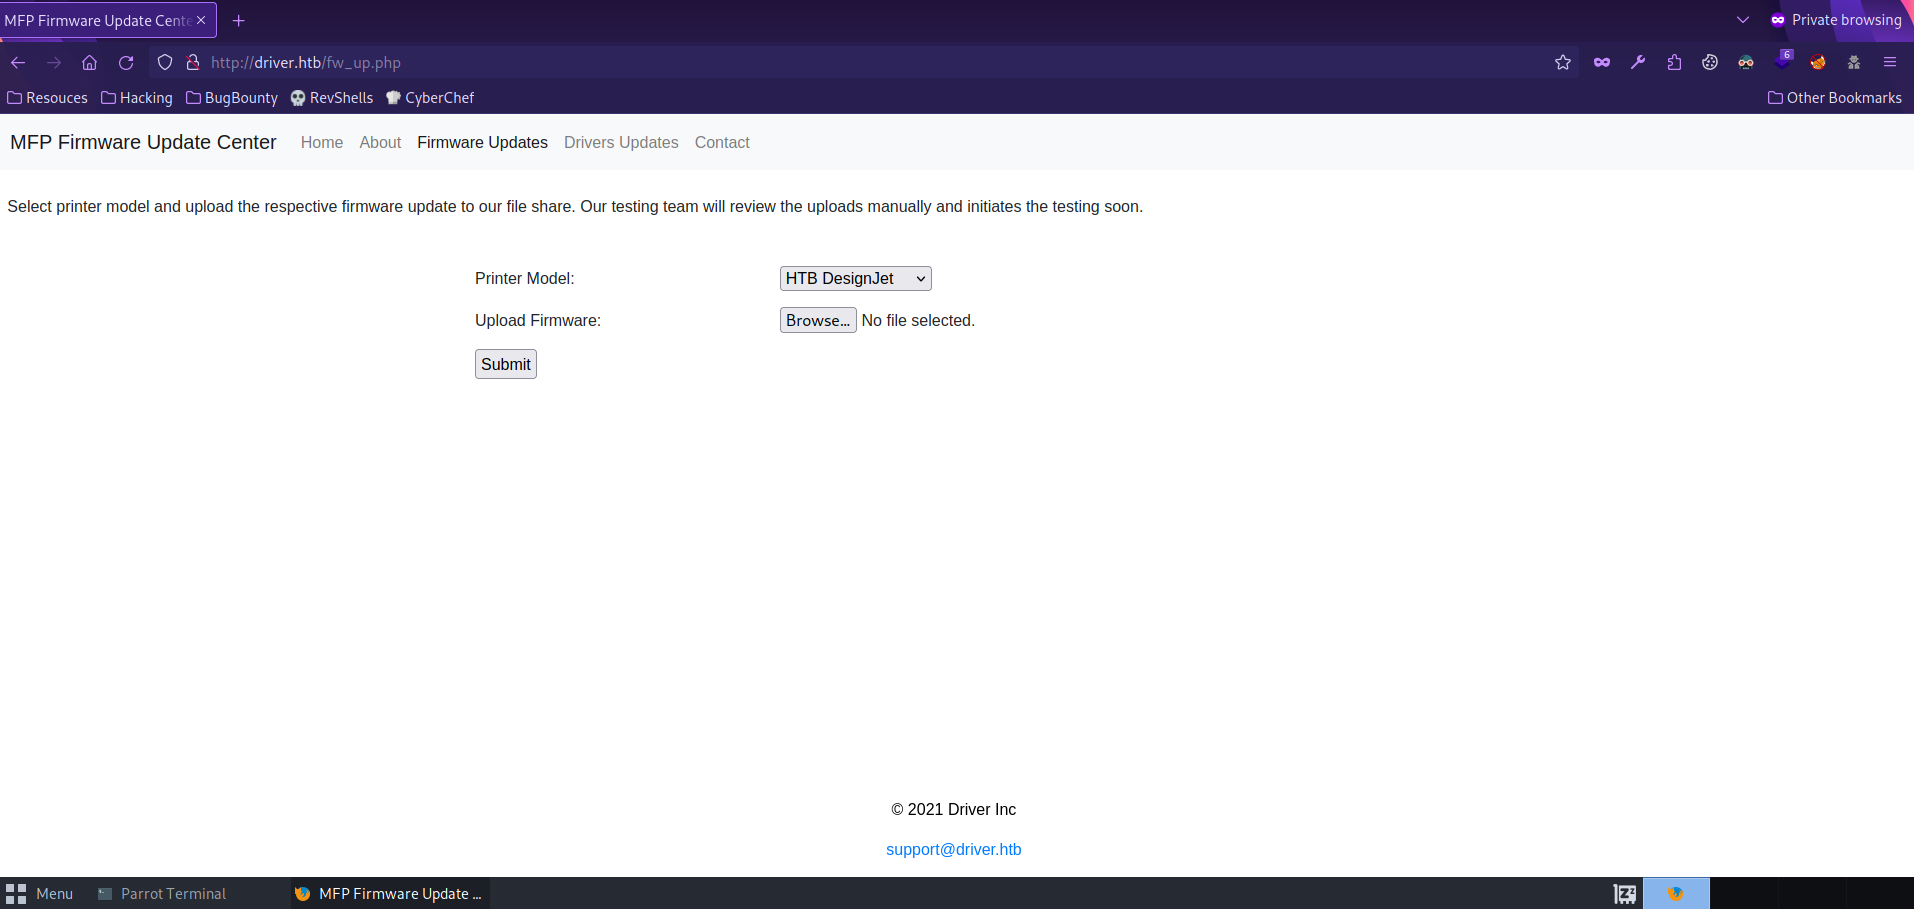 MFP Firmware Update Cente
Private browsing
http://driver.htb/fw_up.php
6
Resouces Hacking BugBounty RevShells CyberChef Other Bookmarks
MFP Firmware Update Center Home About Firmware Updates Drivers Updates Contact
Select printer model and upload the respective firmware update to our file share. Our testing team will review the uploads manually and initiates the testing soon.
Printer Model: HTB DesignJet
Upload Firmware: Browse... No file selected.
Submit
© 2021 Driver Inc
support@driver.htb
Menu Parrot Terminal MFP Firmware Update ...